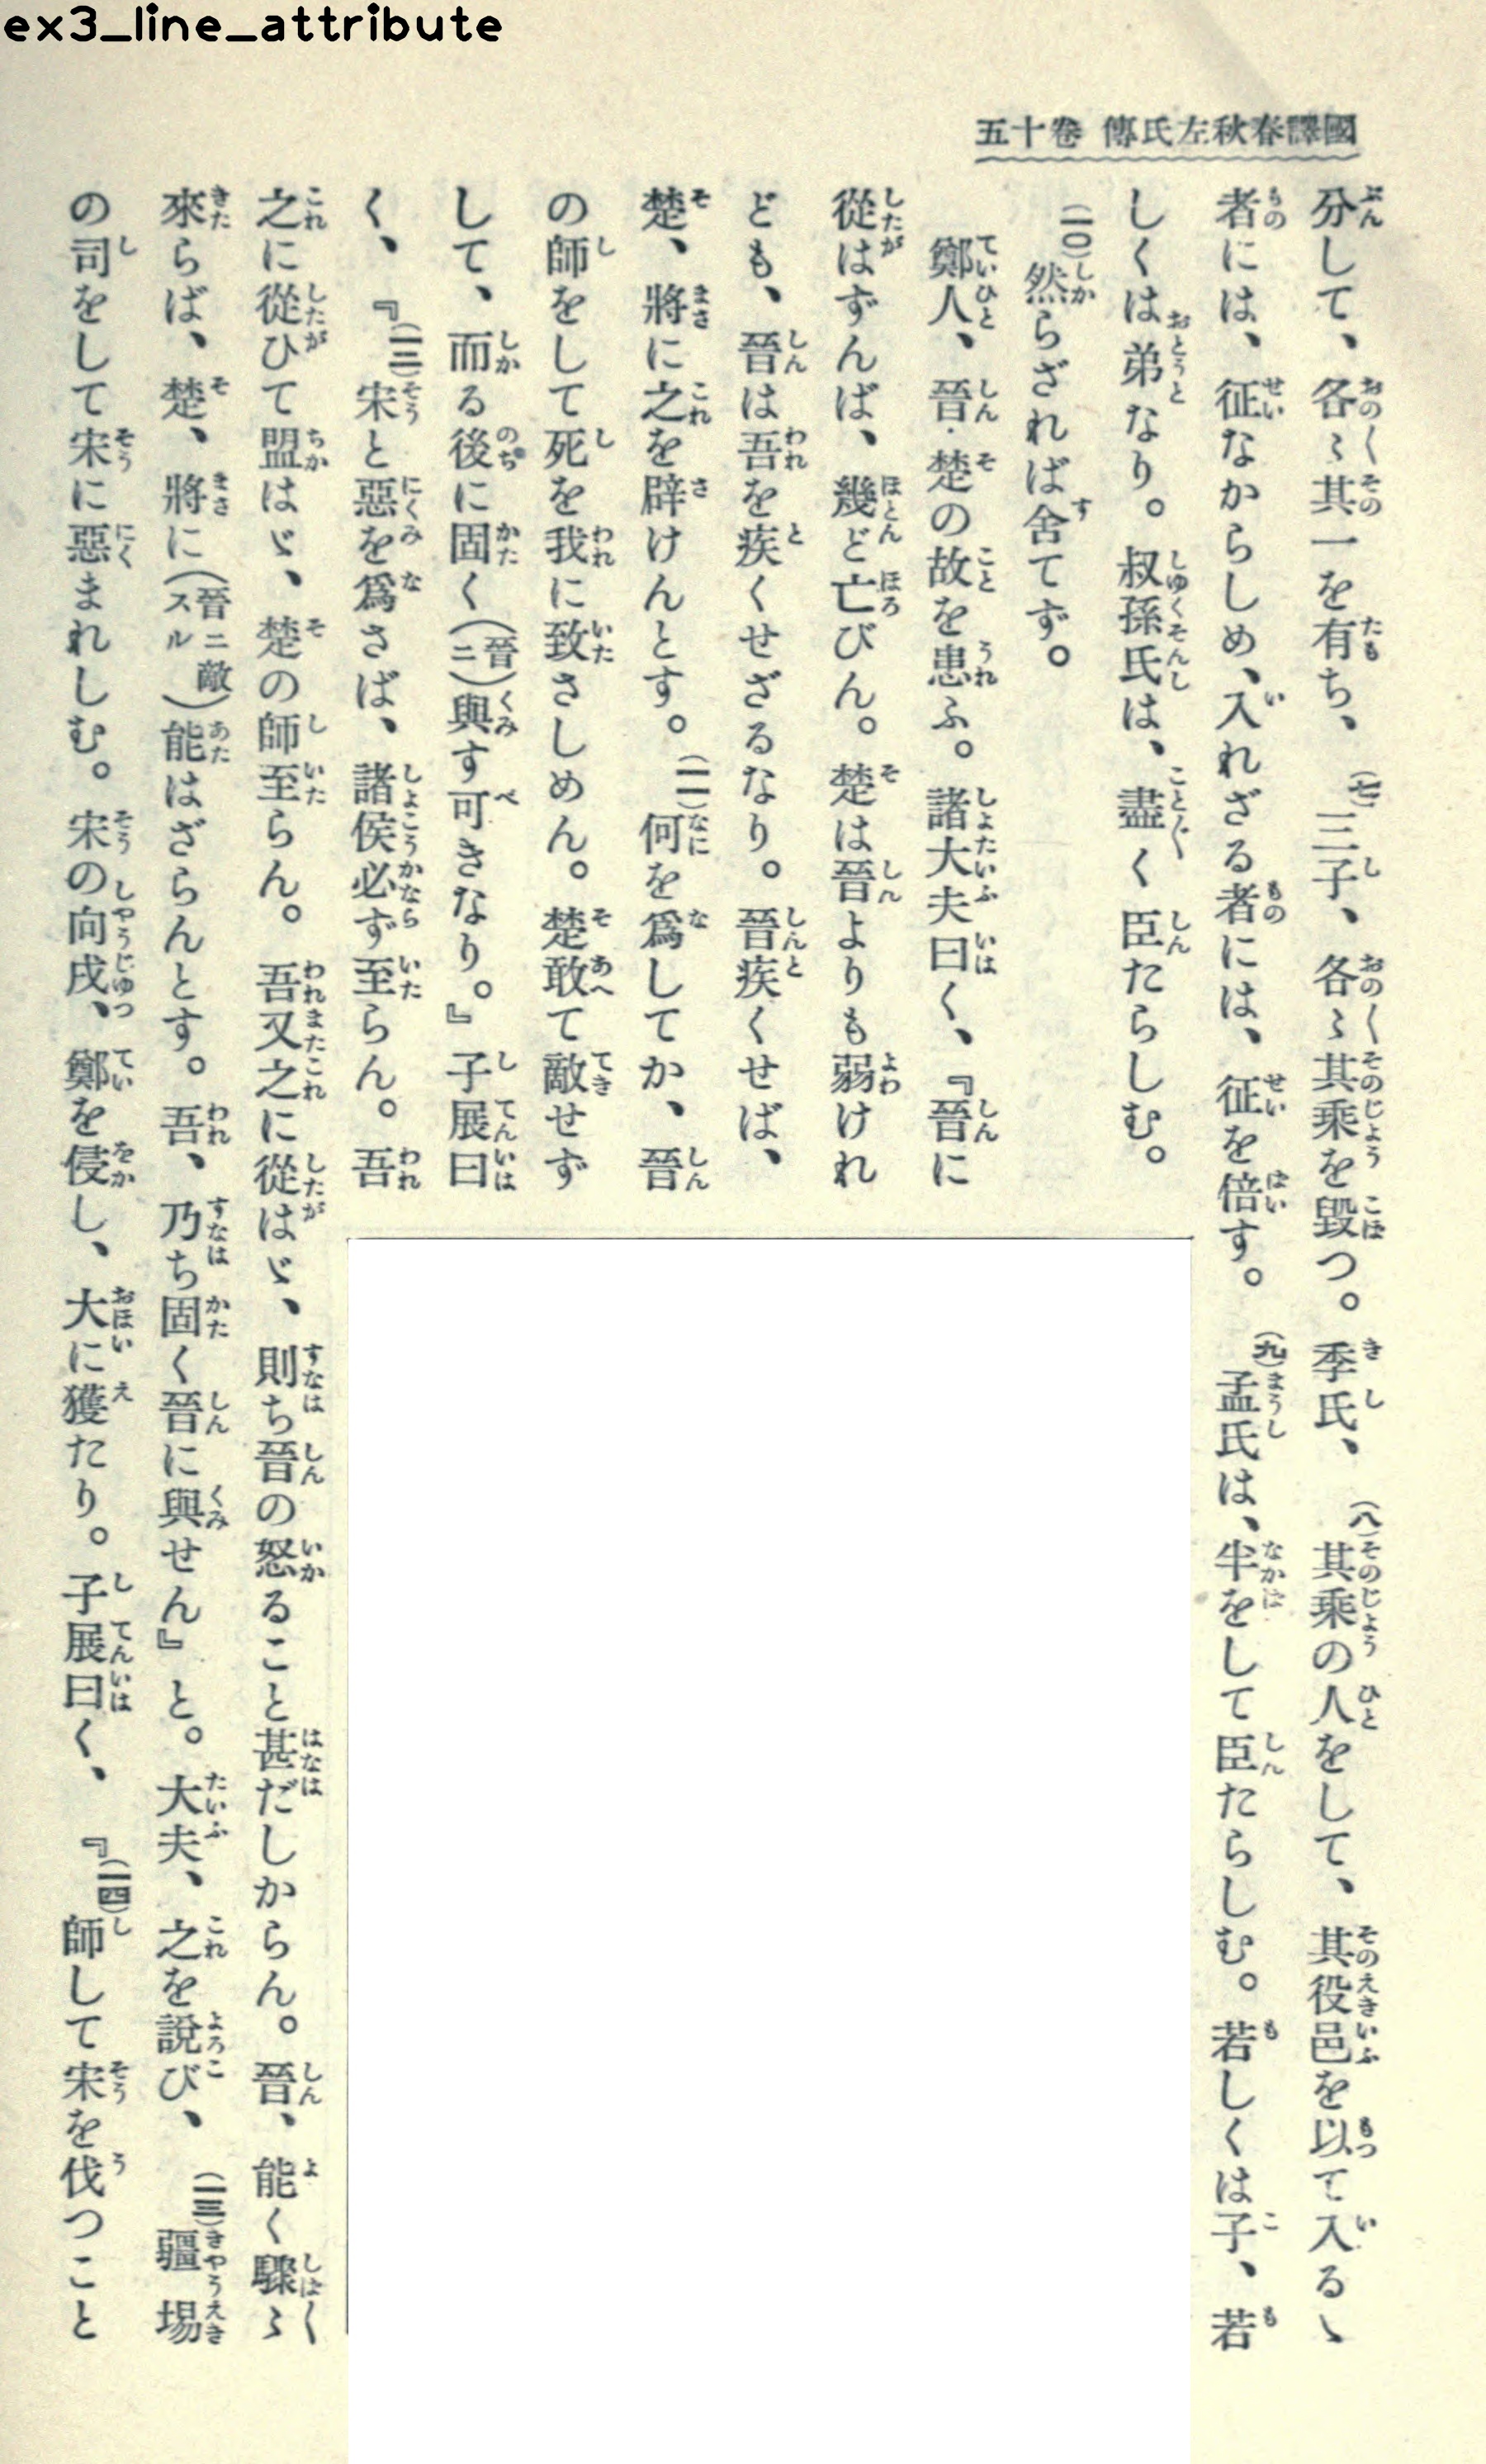 ex3_line_attribute
國譯春秋左氏傳 卷十五
分して、各〻其一を有ち、(七)三子、各〻其乘を毀つ。季氏、(八)其乘の人をして、其役邑を以て入るゝ
者には、征なからしめ、入れざる者には、征を倍す。(九)孟氏は、半をして臣たらしむ。若しくは子、若
しくは弟なり。叔孫氏は、盡く臣たらしむ。
(一〇)然らざれば舍てず。
鄭人、晉·楚の故を患ふ。諸大夫曰く、『晉に
從はずんば、幾ど亡びん。楚は晉よりも弱けれ
ども、晉は吾を疾くせざるなり。晉疾くせば、
楚、將に之を辟けんとす。(一一)何を爲してか、晉
の師をして死を我に致さしめん。楚敢て敵せず
して、而る後に固く(晉ニ)與す可きなり。』子展曰
く、『(一二)宋と惡を爲さば、諸侯必ず至らん。吾
之に從ひて盟はゞ、楚の師至らん。吾又之に從はゞ、則ち晉の怒ること甚だしからん。晉、能く驟〻
來らば、楚、將に(晉ニ敵スル)能はざらんとす。吾、乃ち固く晉に與せん』と。大夫、之を說び、(一三)疆埸
の司をして宋に惡まれしむ。宋の向戌、鄭を侵し、大に獲たり。子展曰く、『(一四)師して宋を伐つこと